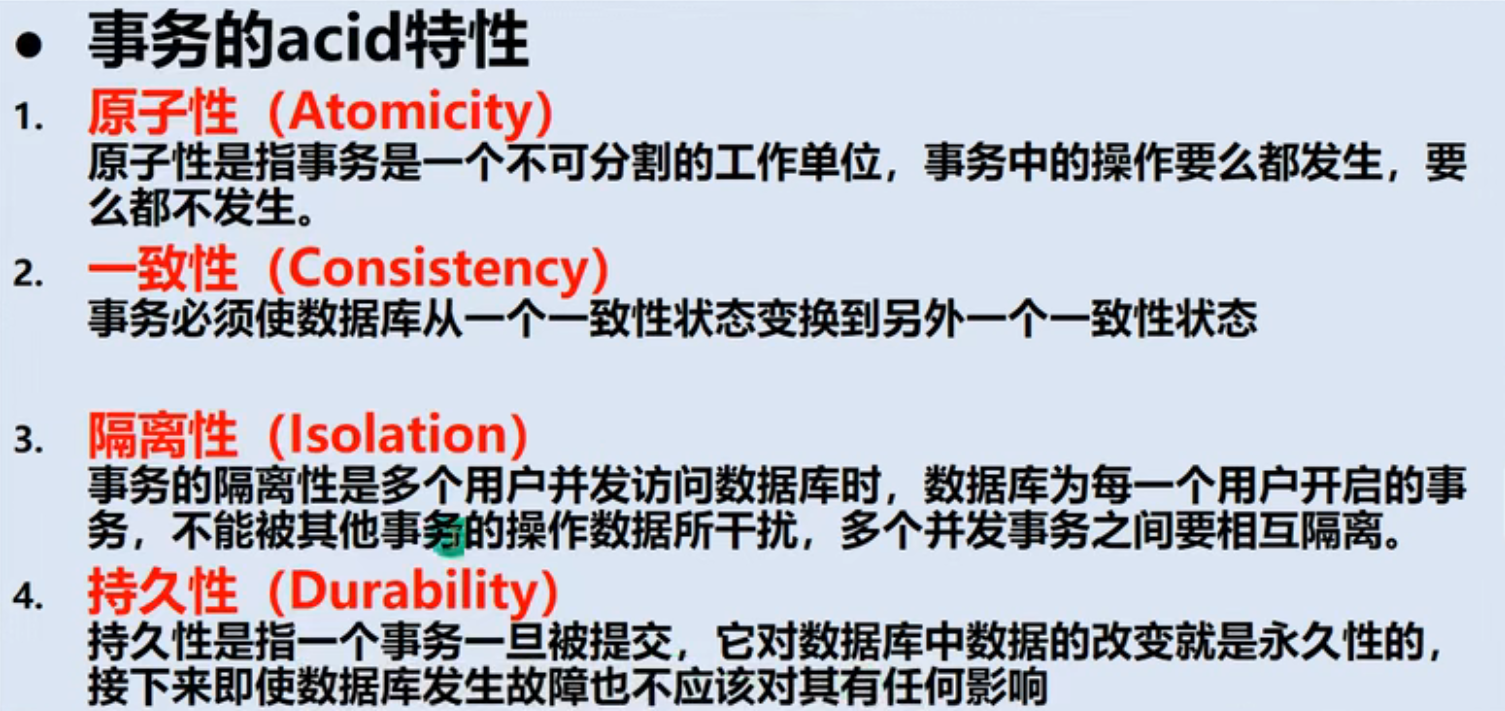 ● 事务的acid特性
1. 原子性（Atomicity）
原子性是指事务是一个不可分割的工作单位，事务中的操作要么都发生，要
么都不发生。
2. 一致性（Consistency）
事务必须使数据库从一个一致性状态变换到另外一个一致性状态
3. 隔离性（Isolation）
事务的隔离性是多个用户并发访问数据库时，数据库为每一个用户开启的事
务，不能被其他事务的操作数据所干扰，多个并发事务之间要相互隔离。
4. 持久性（Durability）
持久性是指一个事务一旦被提交，它对数据库中数据的改变就是永久性的，
接下来即使数据库发生故障也不应该对其有任何影响